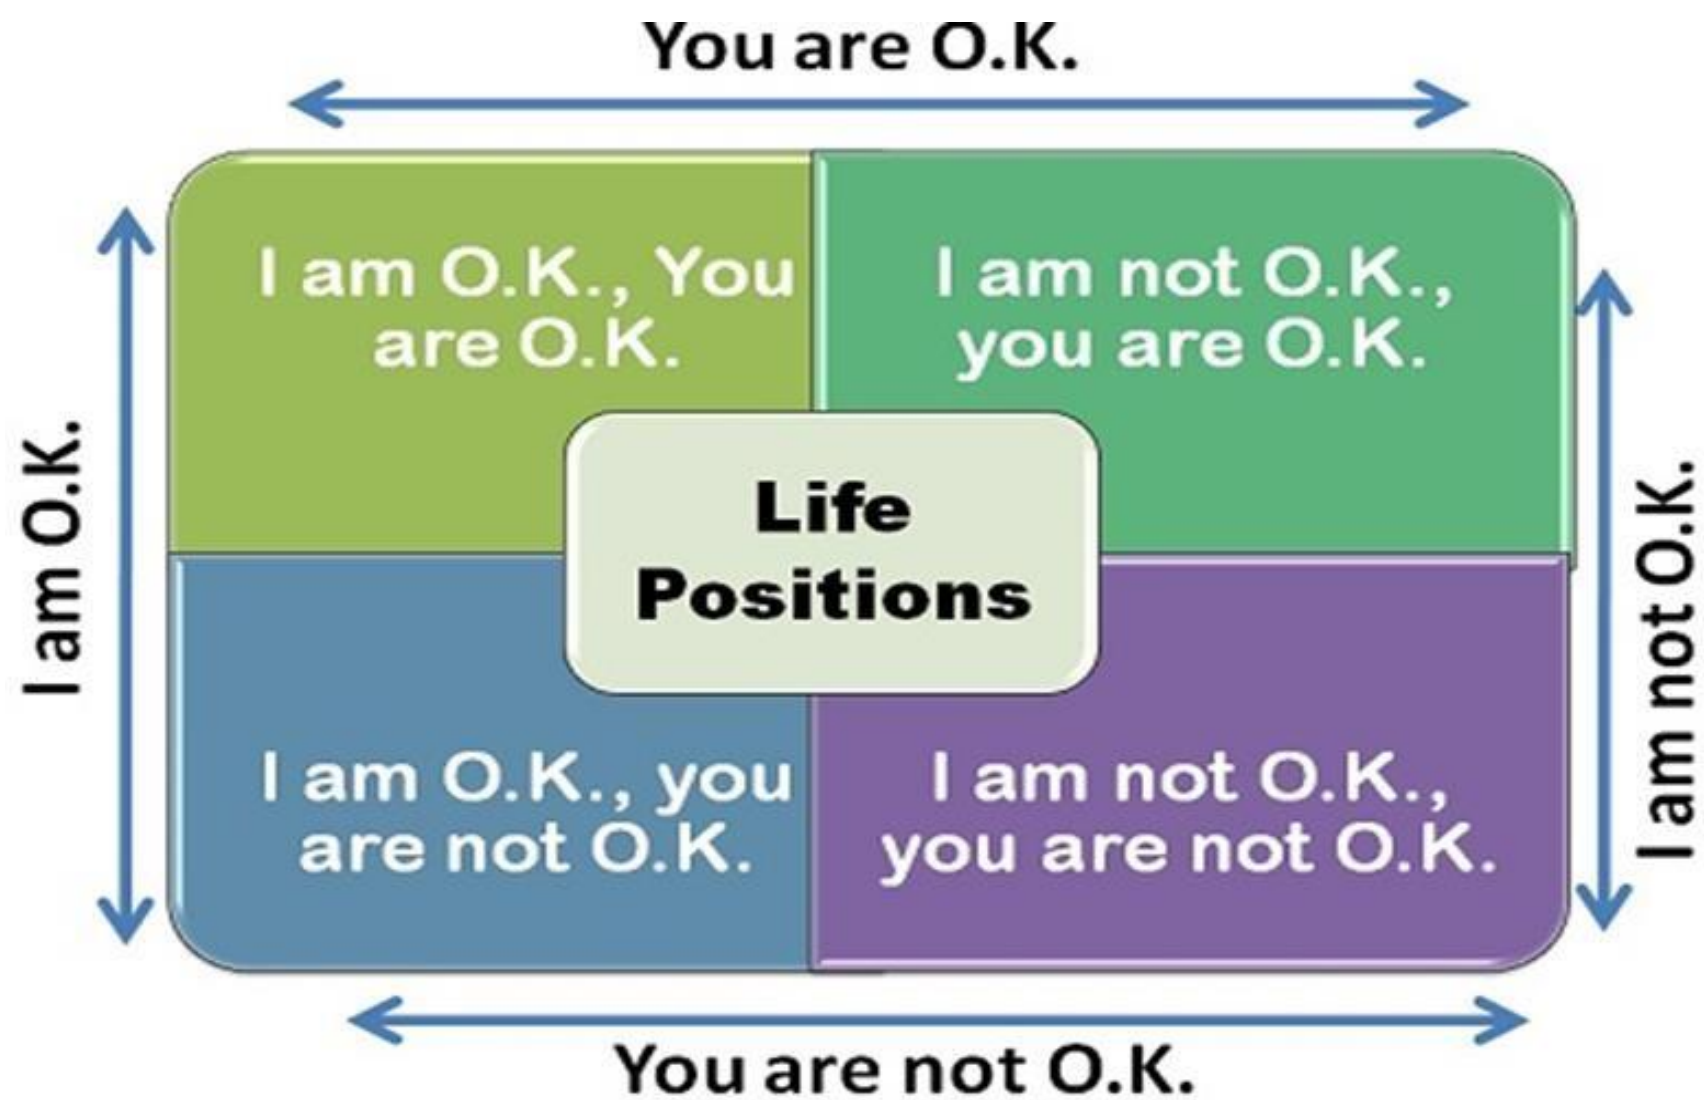 You are O.K.
I am O.K., You
are O.K.
I am not O.K.,
you are O.K.
I am O.K.
Life
Positions
I am not O.K.
I am O.K., you
are not O.K.
I am not O.K.,
you are not O.K.
You are not O.K.